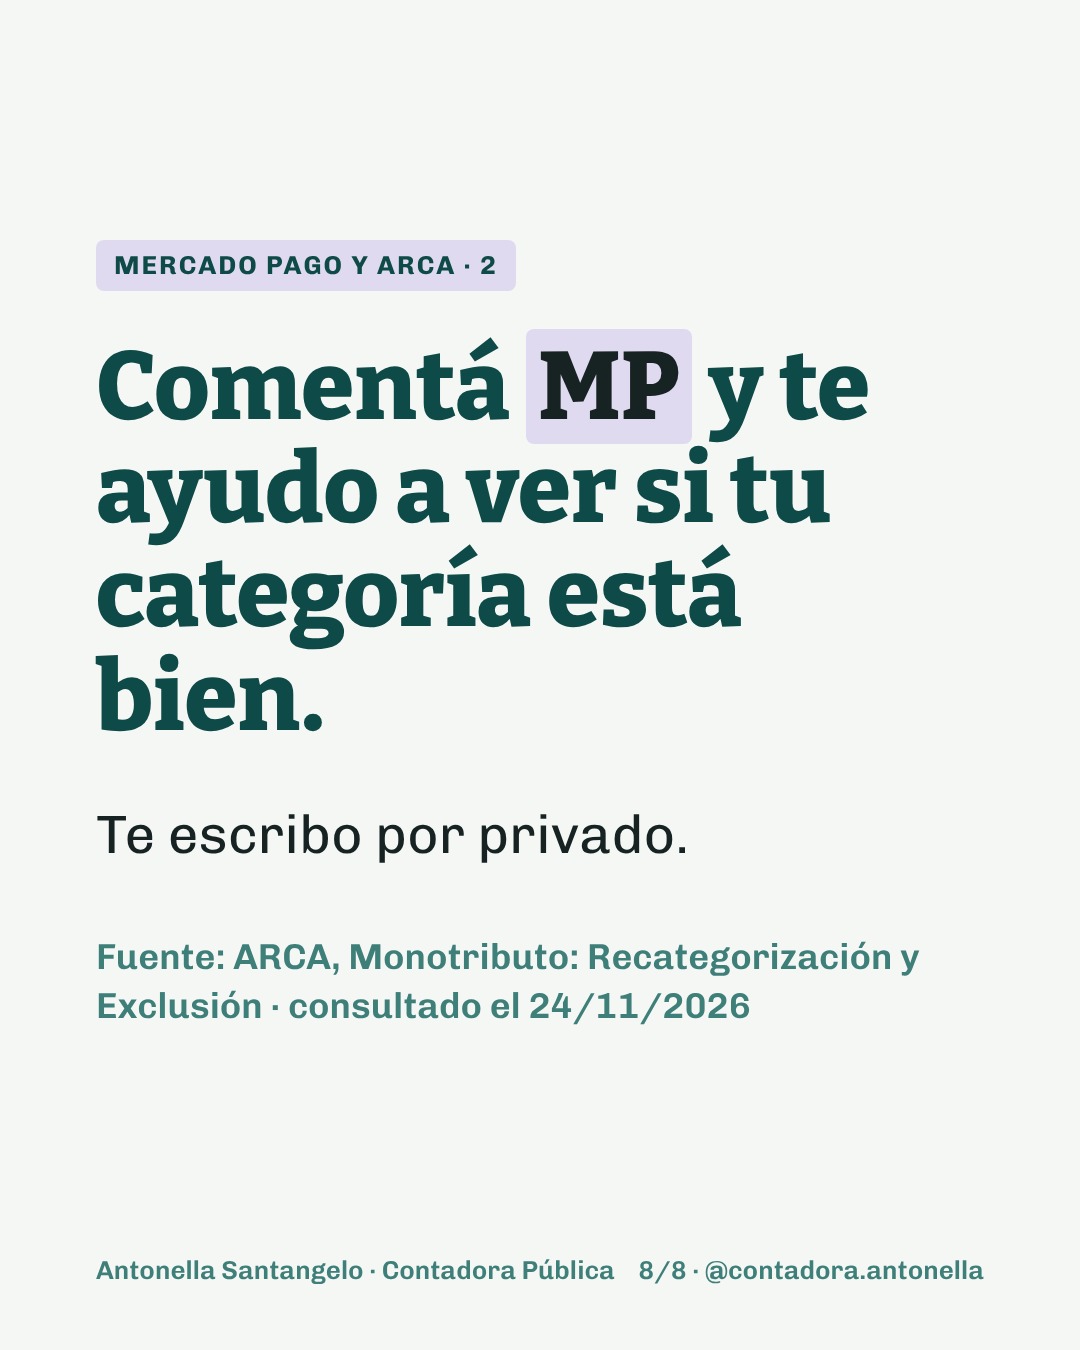 MERCADO PAGO Y ARCA · 2
Comentá MP y te
ayudo a ver si tu
categoría está
bien.
Te escribo por privado.
Fuente: ARCA, Monotributo: Recategorización y
Exclusión · consultado el 24/11/2026
Antonella Santangelo · Contadora Pública 8/8 · @contadora.antonella